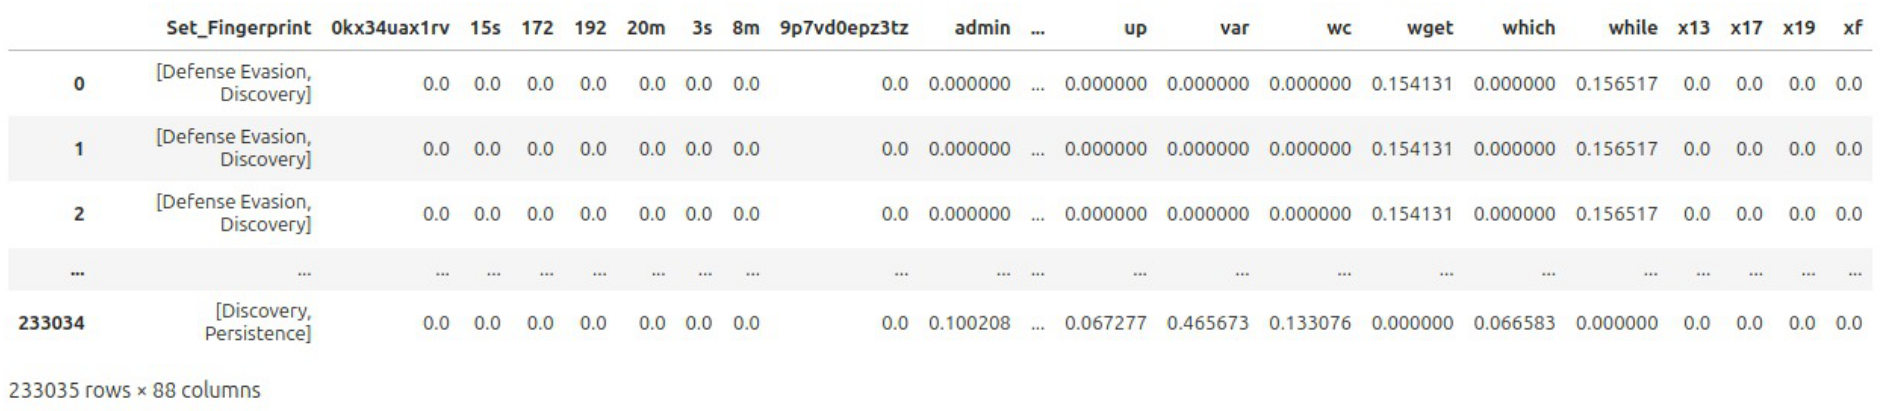 Set_Fingerprint 0kx34uax1rv 15s 172 192 20m 3s 8m 9p7vd0epz3tz admin ... up var wc wget which while x13 x17 x19 xf
0 [Defense Evasion, Discovery] 0.0 0.0 0.0 0.0 0.0 0.0 0.0 0.0 0.000000 ... 0.000000 0.000000 0.000000 0.154131 0.000000 0.156517 0.0 0.0 0.0 0.0
1 [Defense Evasion, Discovery] 0.0 0.0 0.0 0.0 0.0 0.0 0.0 0.0 0.000000 ... 0.000000 0.000000 0.000000 0.154131 0.000000 0.156517 0.0 0.0 0.0 0.0
2 [Defense Evasion, Discovery] 0.0 0.0 0.0 0.0 0.0 0.0 0.0 0.0 0.000000 ... 0.000000 0.000000 0.000000 0.154131 0.000000 0.156517 0.0 0.0 0.0 0.0
... ... ... ... ... ... ... ... ... ... ... ... ... ... ... ... ... ... ... ... ... ...
233034 [Discovery, Persistence] 0.0 0.0 0.0 0.0 0.0 0.0 0.0 0.0 0.100208 ... 0.067277 0.465673 0.133076 0.000000 0.066583 0.000000 0.0 0.0 0.0 0.0
233035 rows × 88 columns